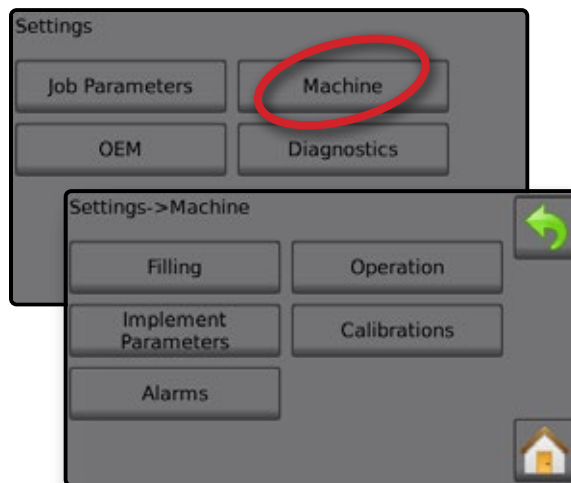 Settings
Job Parameters
Machine
OEM
Diagnostics
Settings->Machine
Filling
Operation
Implement
Parameters
Calibrations
Alarms